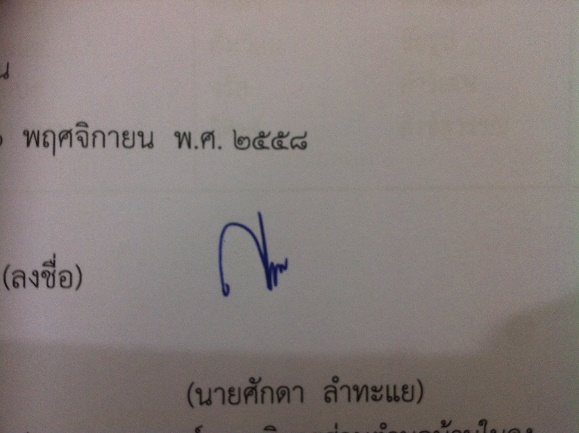 น
พฤศจิกายน พ.ศ. ๒๕๕๘
(ลงชื่อ)
(นายศักดา ลำทะแย)